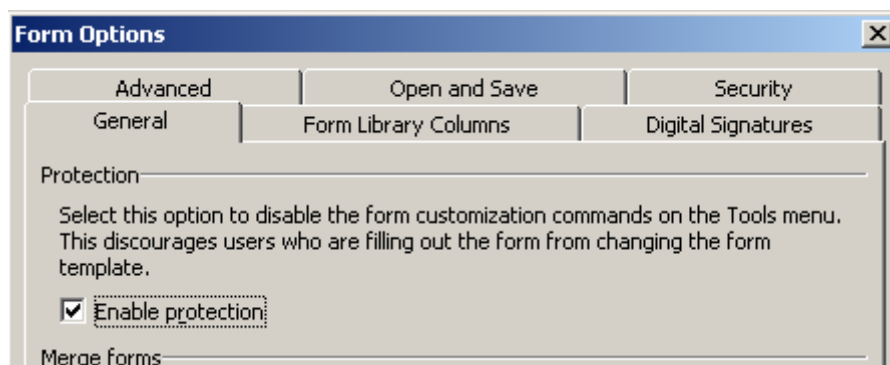 Form Options
Advanced Open and Save Security
General Form Library Columns Digital Signatures
Protection
Select this option to disable the form customization commands on the Tools menu.
This discourages users who are filling out the form from changing the form
template.
Enable protection
Merge forms